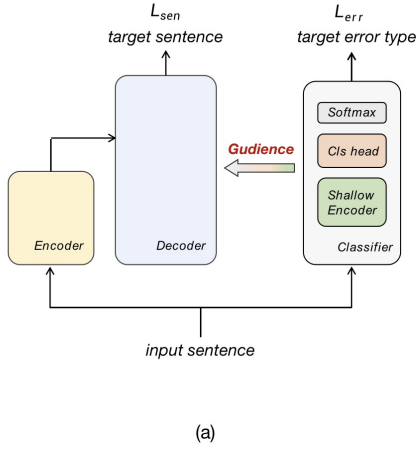 L_sen
target sentence
L_err
target error type
Softmax
Cls head
Gudience
Shallow
Encoder
Encoder
Decoder
Classifier
input sentence
(a)